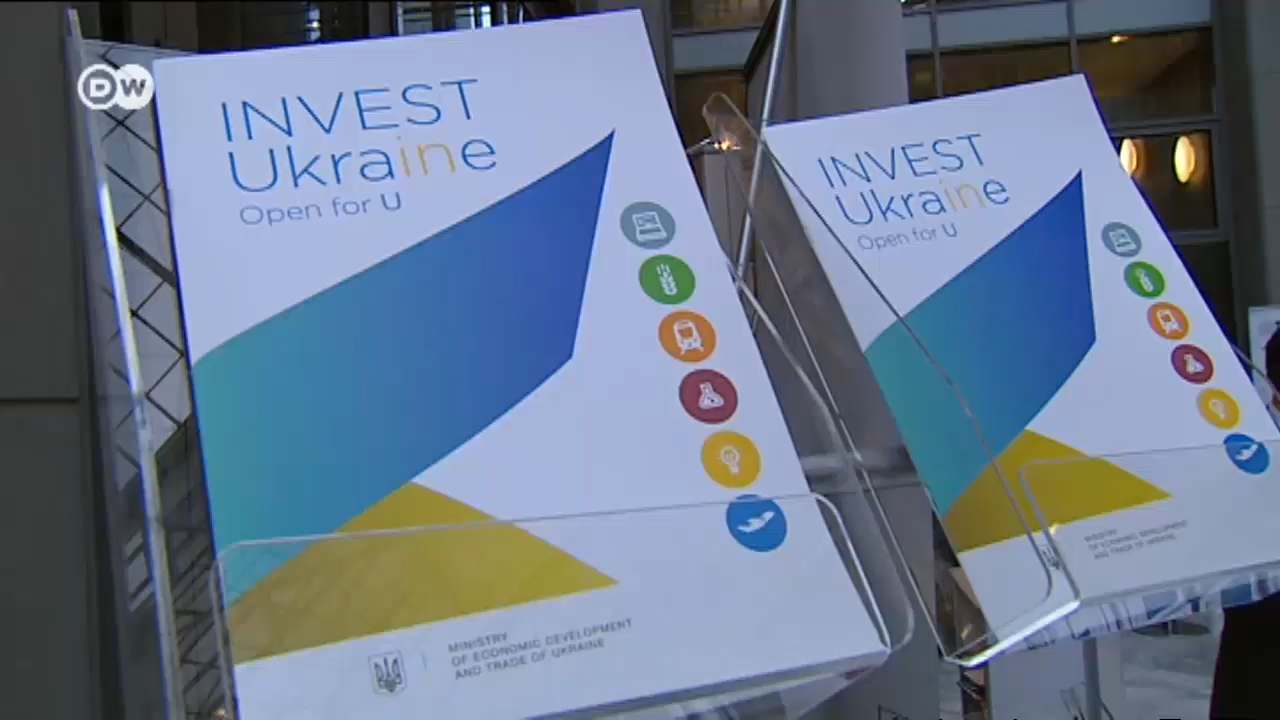 DW
INVEST
Ukraine
Open for U
MINISTRY
OF ECONOMIC DEVELOPMENT
AND TRADE OF UKRAINE
INVEST
Ukraine
Open for U
MINISTRY
OF ECONOMIC DEVELOPMENT
AND TRADE OF UKRAINE